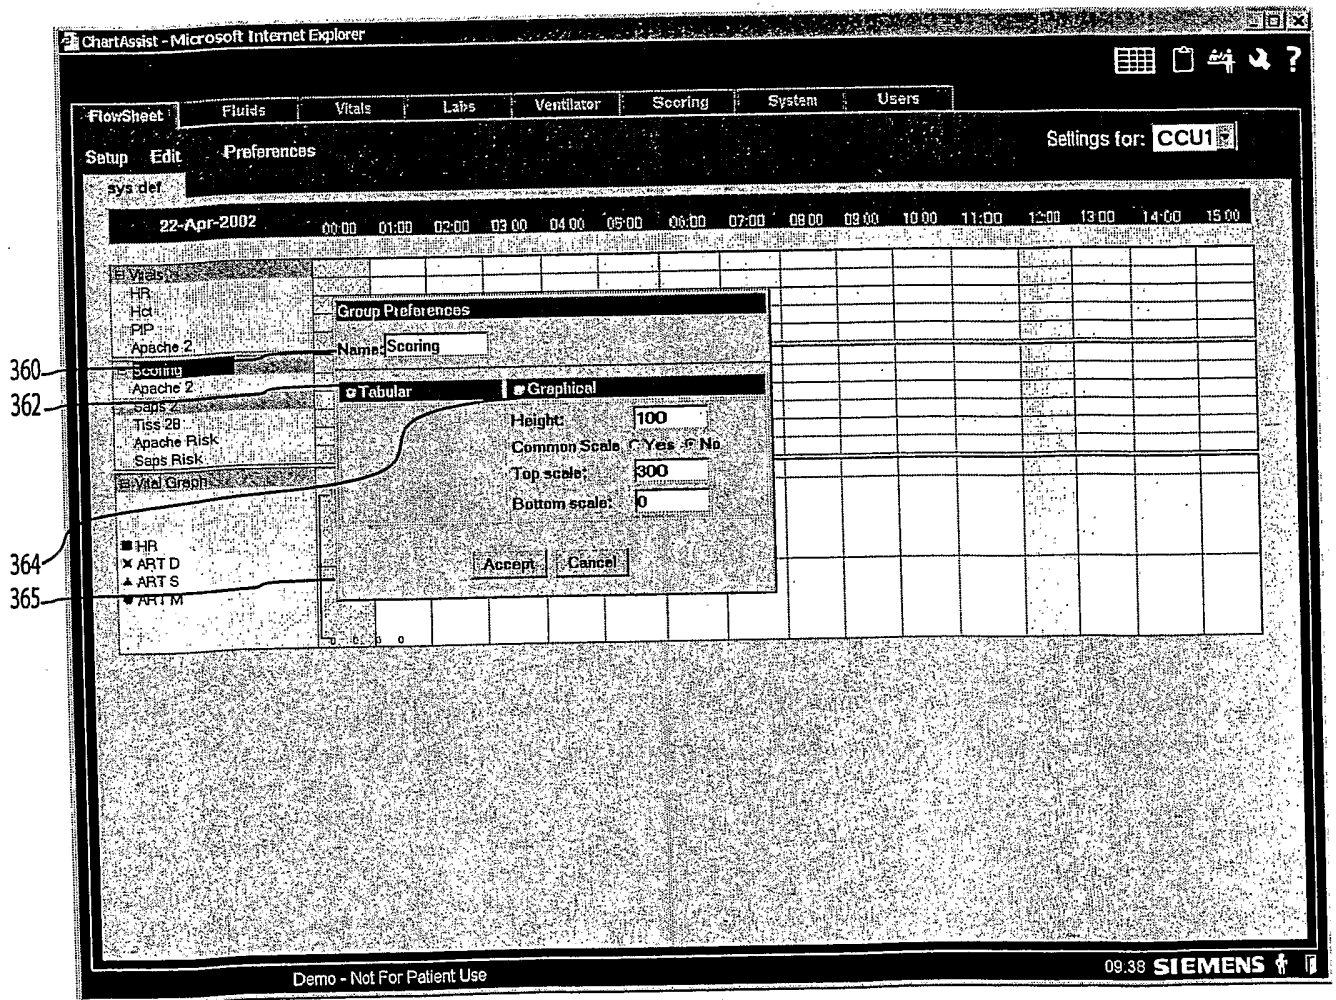 ChartAssist - Microsoft Internet Explorer
?
FlowSheet Fluids Vitals Labs Ventilator Scoring System Users
Setup Edit Preferences Settings for: CCU1
sys def
22-Apr-2002 00:00 01:00 02:00 03:00 04:00 05:00 06:00 07:00 08:00 09:00 10:00 11:00 12:00 13:00 14:00 15:00
Vitals
HR
Hct
PIP
Apache 2
Scoring
Apache 2
Saps 2
Tiss 28
Apache Risk
Saps Risk
Vital Graph
HR
ART D
ART S
ART M
0 0 0 0
Group Preferences
Name: Scoring
Tabular Graphical
Height: 100
Common Scale Yes No
Top scale: 300
Bottom scale: 0
Accept Cancel
360
362
364
365
Demo - Not For Patient Use 09:38 SIEMENS